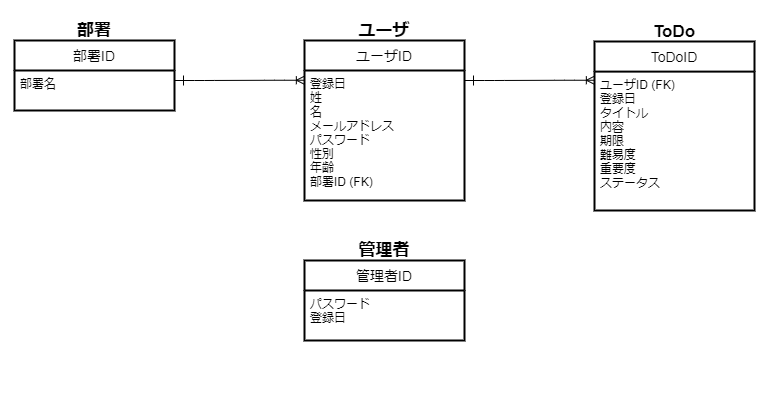 部署
部署ID
部署名
ユーザ
ユーザID
登録日
姓
名
メールアドレス
パスワード
性別
年齢
部署ID (FK)
ToDo
ToDoID
ユーザID (FK)
登録日
タイトル
内容
期限
難易度
重要度
ステータス
管理者
管理者ID
パスワード
登録日